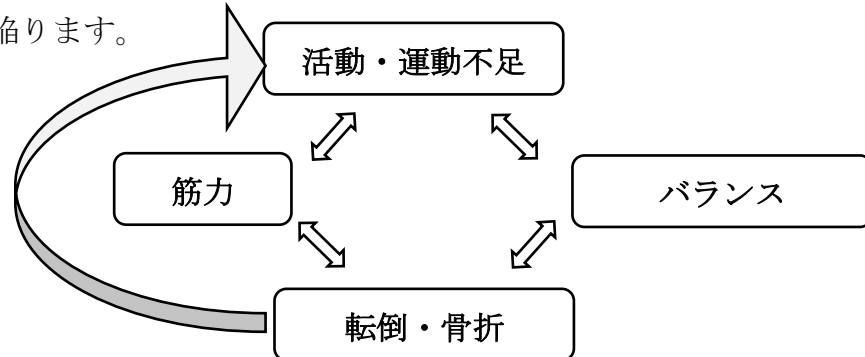 陥ります。
活動・運動不足
筋力
バランス
転倒・骨折